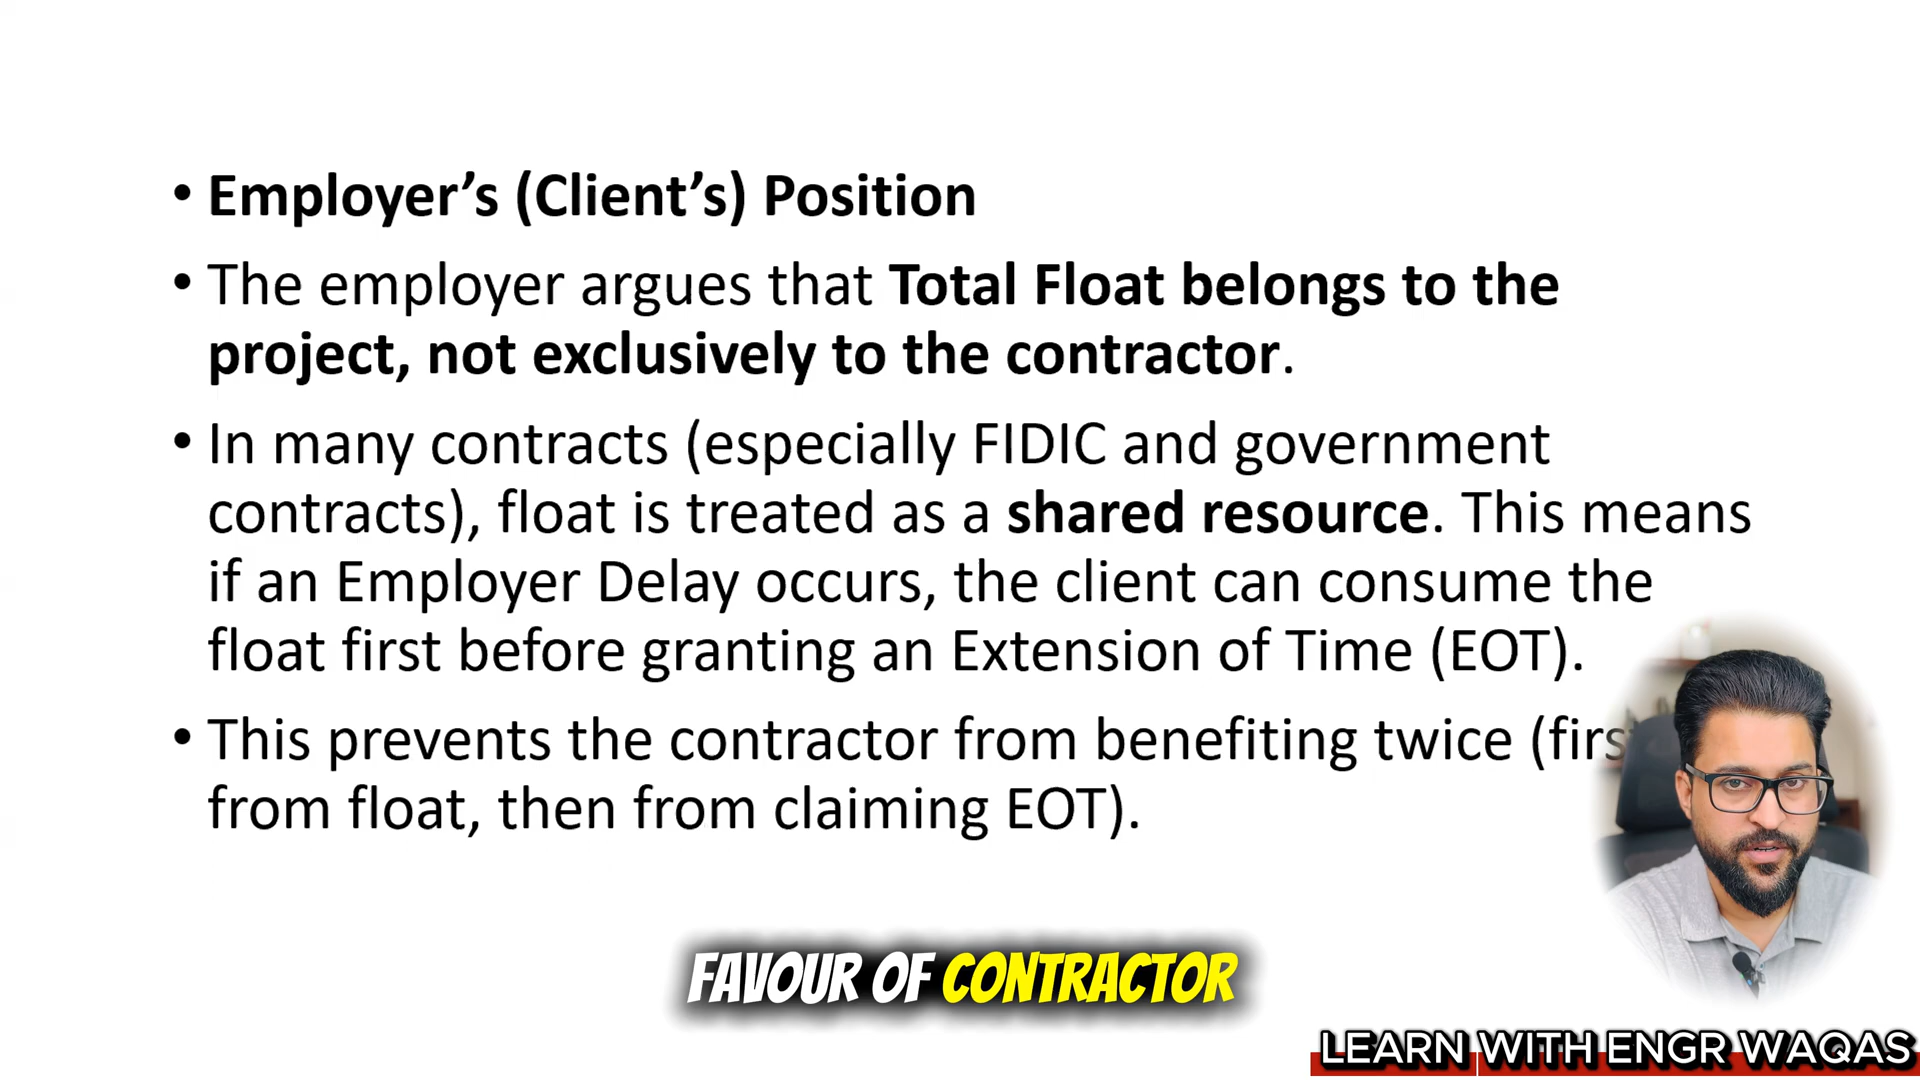 • Employer’s (Client’s) Position
• The employer argues that Total Float belongs to the
project, not exclusively to the contractor.
• In many contracts (especially FIDIC and government
contracts), float is treated as a shared resource. This means
if an Employer Delay occurs, the client can consume the
float first before granting an Extension of Time (EOT).
• This prevents the contractor from benefiting twice (first
from float, then from claiming EOT).
FAVOUR OF CONTRACTOR
LEARN WITH ENGR WAQAS